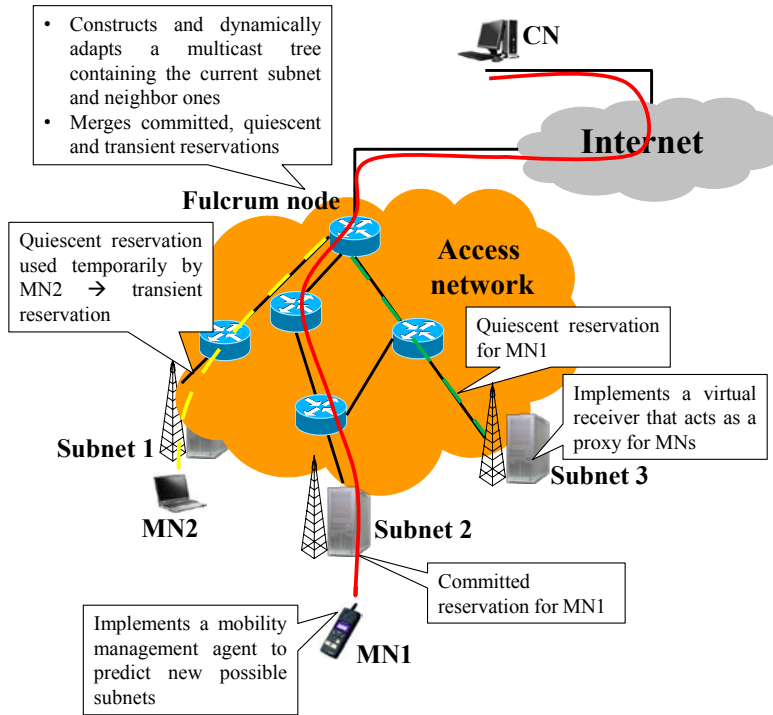 • Constructs and dynamically
adapts a multicast tree
containing the current subnet
and neighbor ones
• Merges committed, quiescent
and transient reservations
CN
Internet
Fulcrum node
Access
network
Quiescent reservation
used temporarily by
MN2 → transient
reservation
Quiescent reservation
for MN1
Implements a virtual
receiver that acts as a
proxy for MNs
Subnet 1
Subnet 3
MN2
Subnet 2
Committed
reservation for MN1
Implements a mobility
management agent to
predict new possible
subnets
MN1